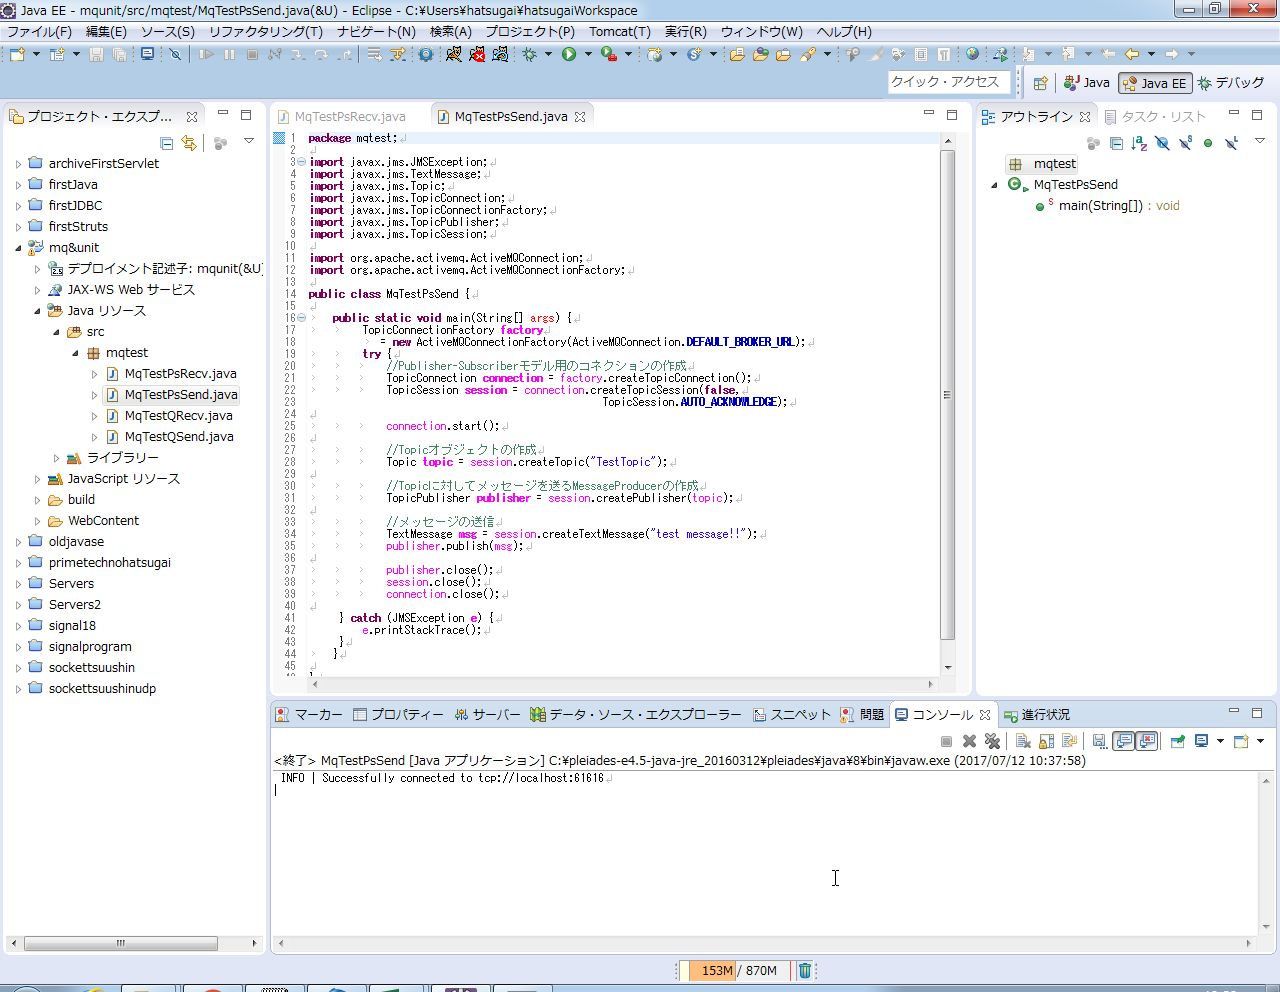 Java EE - mqunit/src/mqtest/MqTestPsSend.java(&U) - Eclipse - C:¥Users¥hatsugai¥hatsugaiWorkspace
ファイル(F) 編集(E) ソース(S) リファクタリング(T) ナビゲート(N) 検索(A) プロジェクト(P) Tomcat(T) 実行(R) ウィンドウ(W) ヘルプ(H)
クイック・アクセス Java Java EE デバッグ
プロジェクト・エクスプ...
archiveFirstServlet
firstJava
firstJDBC
firstStruts
mq&unit
デプロイメント記述子: mqunit(&U)
JAX-WS Web サービス
Java リソース
src
mqtest
MqTestPsRecv.java
MqTestPsSend.java
MqTestQRecv.java
MqTestQSend.java
ライブラリー
JavaScript リソース
build
WebContent
oldjavase
primetechnohatsugai
Servers
Servers2
signal18
signalprogram
sockettsuushin
sockettsuushinudp
MqTestPsRecv.java MqTestPsSend.java
1 package mqtest;
2
3 import javax.jms.JMSException;
4 import javax.jms.TextMessage;
5 import javax.jms.Topic;
6 import javax.jms.TopicConnection;
7 import javax.jms.TopicConnectionFactory;
8 import javax.jms.TopicPublisher;
9 import javax.jms.TopicSession;
10
11 import org.apache.activemq.ActiveMQConnection;
12 import org.apache.activemq.ActiveMQConnectionFactory;
13
14 public class MqTestPsSend {
15
16 public static void main(String[] args) {
17 TopicConnectionFactory factory
18 = new ActiveMQConnectionFactory(ActiveMQConnection.DEFAULT_BROKER_URL);
19 try {
20 //Publisher-Subscriberモデル用のコネクションの作成
21 TopicConnection connection = factory.createTopicConnection();
22 TopicSession session = connection.createTopicSession(false,
23 TopicSession.AUTO_ACKNOWLEDGE);
24
25 connection.start();
26
27 //Topicオブジェクトの作成
28 Topic topic = session.createTopic("TestTopic");
29
30 //Topicに対してメッセージを送るMessageProducerの作成
31 TopicPublisher publisher = session.createPublisher(topic);
32
33 //メッセージの送信
34 TextMessage msg = session.createTextMessage("test message!!");
35 publisher.publish(msg);
36
37 publisher.close();
38 session.close();
39 connection.close();
40
41 } catch (JMSException e) {
42 e.printStackTrace();
43 }
44 }
45
アウトライン タスク・リスト
mqtest
MqTestPsSend
main(String[]) : void
マーカー プロパティー サーバー データ・ソース・エクスプローラー スニペット 問題 コンソール 進行状況
<終了> MqTestPsSend [Java アプリケーション] C:¥pleiades-e4.5-java-jre_20160312¥pleiades¥java¥8¥bin¥javaw.exe (2017/07/12 10:37:58)
INFO | Successfully connected to tcp://localhost:61616
153M / 870M